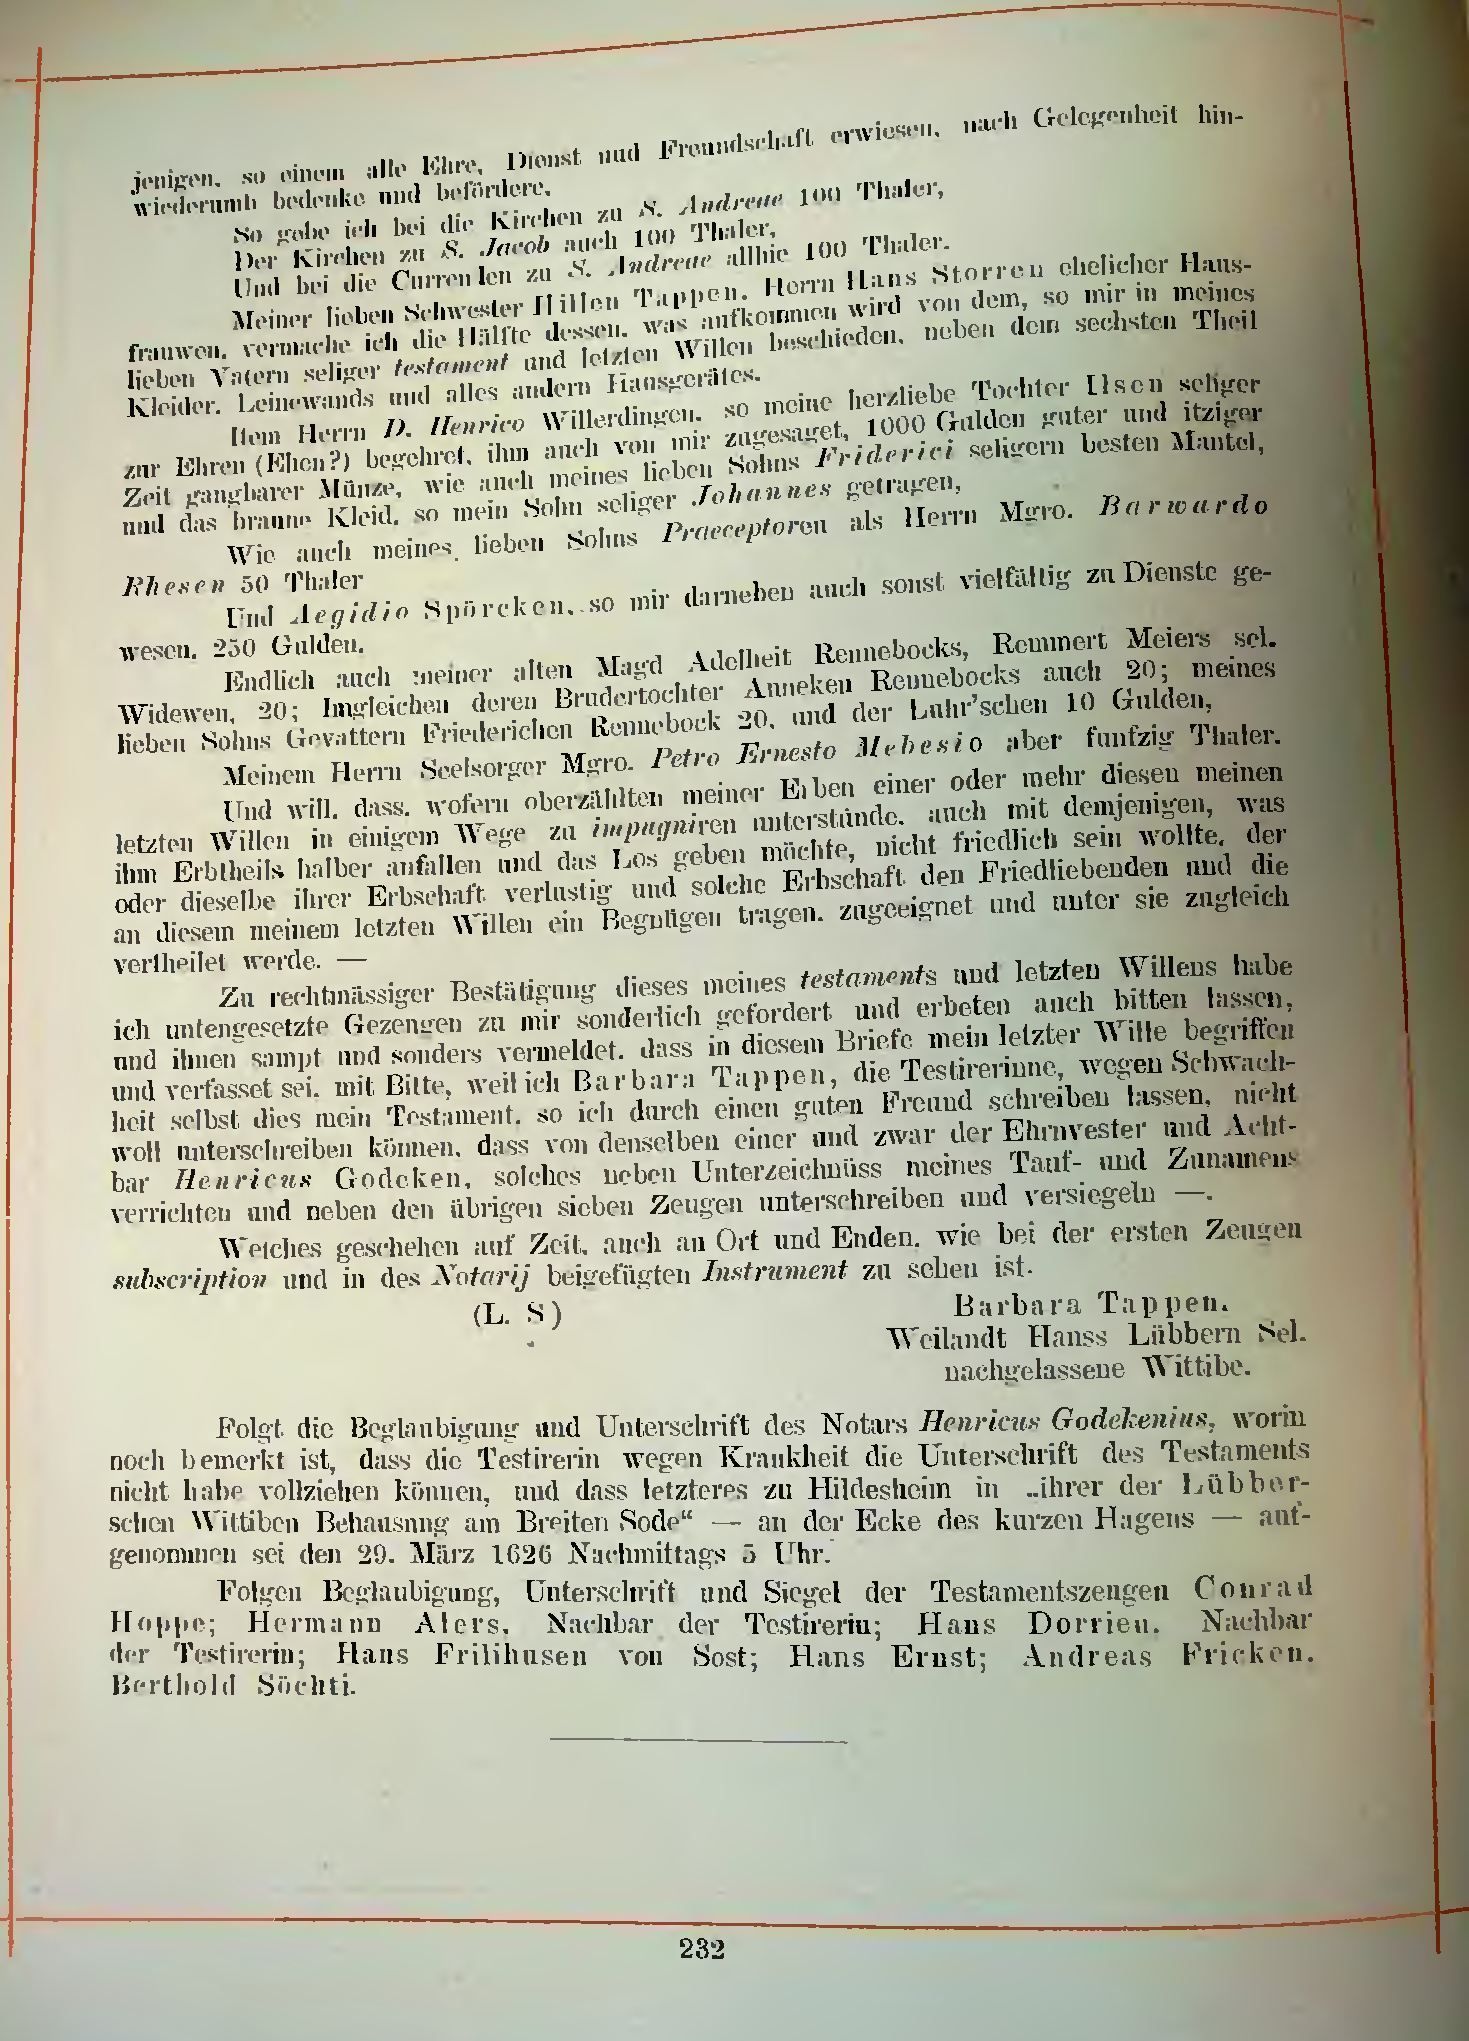 jenigen, so einem alle Ehre, Dienst und Freundschaft erwiesen, nach Gelegenheit hin-
wiederumb bedenke und befördere.
So gebe ich bei die Kirchen zu S. Andreae 100 Thaler,
Der Kirchen zu S. Jacob auch 100 Thaler,
Und bei die Currenden zu S. Andreae allhie 100 Thaler.
Meiner lieben Schwester Hillen Tappen, Herrn Hans Storren ehelicher Haus-
frauwen, vermache ich die Hälfte dessen, was aufkommen wird von dem, so mir in meines
lieben Vatern seliger testament und letzten Willen beschieden, neben dem sechsten Theil
Kleider, Leinewands und alles andern Hausgerätes.
Item Herrn D. Henrico Willerdingen, so meine herzliebe Tochter Ilsen seliger
zur Ehren (Ehen?) begehret, ihm auch von mir zugesaget, 1000 Gulden guter und itziger
Zeit gangbarer Münze, wie auch meines lieben Sohns Friderici seligern besten Mantel,
und das braune Kleid, so mein Sohn seliger Johannes getragen,
Wie auch meines lieben Sohns Praeceptoren als Herrn Mgro. Barwardo
Rhesen 50 Thaler
Und Aegidio Spörcken, so mir darneben auch sonst vielfältig zu Dienste ge-
wesen, 250 Gulden.
Endlich auch meiner alten Magd Adelheit Rennebocks, Remmert Meiers sel.
Widewen, 20; Imgleichen deren Brudertochter Anneken Rennebocks auch 20; meines
lieben Sohns Gevattern Friederichen Rennebock 20, und der Luhr'schen 10 Gulden,
Meinem Herrn Seelsorger Mgro. Petro Ernesto Mehesio aber funfzig Thaler.
Und will, dass, wofern oberzählten meiner Erben einer oder mehr diesen meinen
letzten Willen in einigem Wege zu impugniren unterstünde, auch mit demjenigen, was
ihm Erbtheils halber anfallen und das Los geben möchte, nicht friedlich sein wollte, der
oder dieselbe ihrer Erbschaft verlustig und solche Erbschaft den Friedliebenden und die
an diesem meinem letzten Willen ein Begnügen tragen, zugeeignet und unter sie zugleich
vertheilet werde. —
Zu rechtmässiger Bestätigung dieses meines testaments und letzten Willens habe
ich untengesetzte Gezeugen zu mir sonderlich gefordert und erbeten auch bitten lassen,
und ihnen sampt und sonders vermeldet, dass in diesem Briefe mein letzter Wille begriffen
und verfasset sei, mit Bitte, weil ich Barbara Tappen, die Testirerinne, wegen Schwach-
heit selbst dies mein Testament, so ich durch einen guten Freund schreiben lassen, nicht
woll unterschreiben können, dass von denselben einer und zwar der Ehrnvester und Acht-
bar Henricus Godeken, solches neben Unterzeichnüss meines Tauf- und Zunamens
verrichten und neben den übrigen sieben Zeugen unterschreiben und versiegeln —.
Welches geschehen auf Zeit, auch an Ort und Enden, wie bei der ersten Zeugen
subscription und in des Notarij beigefügten Instrument zu sehen ist.
(L. S)
Barbara Tappen.
Weilandt Hanss Lübbern Sel.
nachgelassene Wittibe.
Folgt die Beglaubigung und Unterschrift des Notars Henricus Godekenius, worin
noch bemerkt ist, dass die Testirerin wegen Krankheit die Unterschrift des Testaments
nicht habe vollziehen können, und dass letzteres zu Hildesheim in „ihrer der Lübber-
schen Wittiben Behausung am Breiten Sode“ — an der Ecke des kurzen Hagens — auf-
genommen sei den 29. März 1626 Nachmittags 5 Uhr.
Folgen Beglaubigung, Unterschrift und Siegel der Testamentszeugen Conrad
Hoppe; Hermann Alers, Nachbar der Testirerin; Hans Dorrien, Nachbar
der Testirerin; Hans Frilihusen von Sost; Hans Ernst; Andreas Fricken,
Berthold Söchti.
232